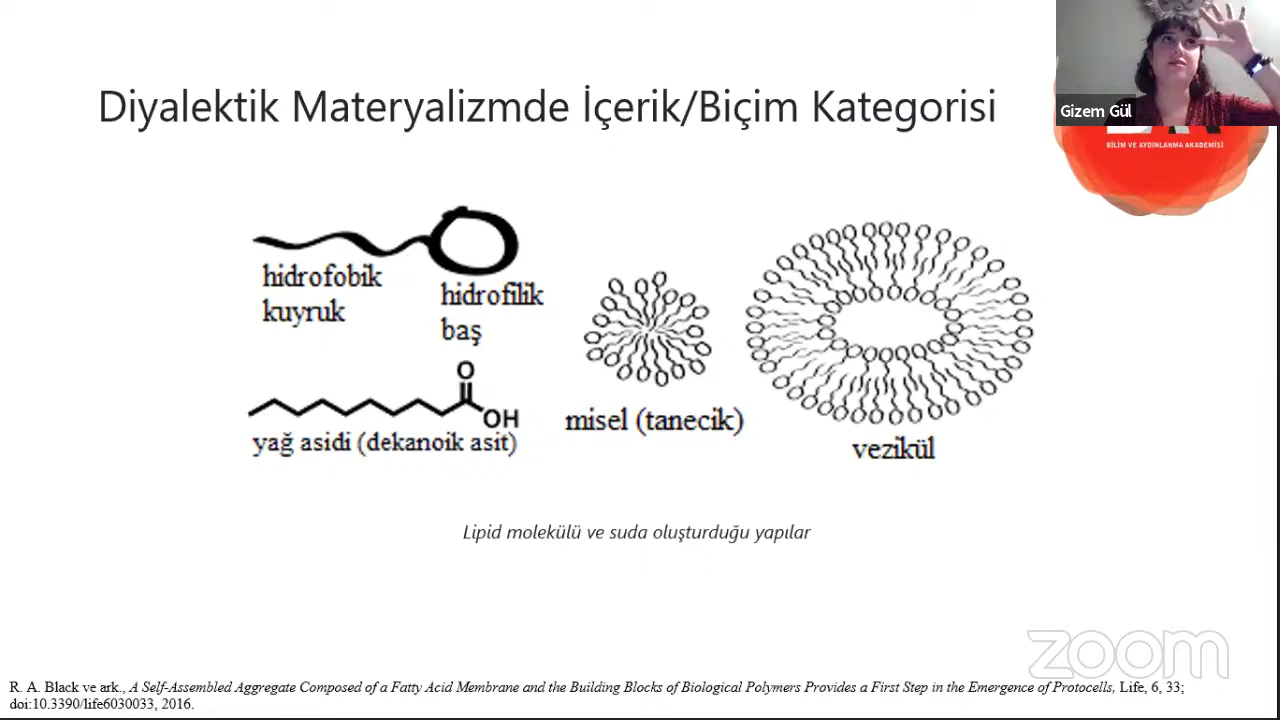 Diyalektik Materyalizmde İçerik/Biçim Kategorisi
Gizem Gül
BİLİM VE AYDINLANMA AKADEMİSİ
hidrofobik
kuyruk
hidrofilik
baş
O
OH
yağ asidi (dekanoik asit)
misel (tanecik)
vezikül
Lipid molekülü ve suda oluşturduğu yapılar
zoom
R. A. Black ve ark., A Self-Assembled Aggregate Composed of a Fatty Acid Membrane and the Building Blocks of Biological Polymers Provides a First Step in the Emergence of Protocells, Life, 6, 33;
doi:10.3390/life6030033, 2016.